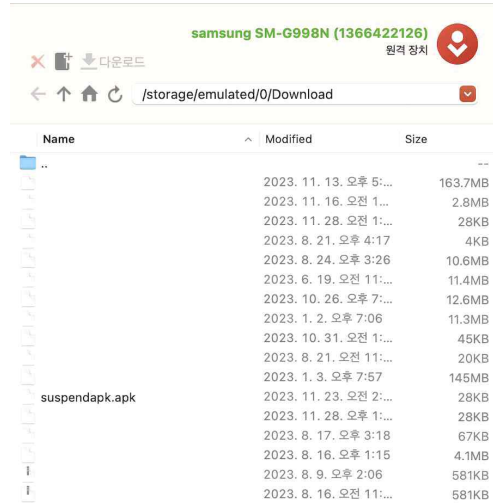 samsung SM-G998N (1366422126)
원격 장치
다운로드
/storage/emulated/0/Download
Name Modified Size
.. --
2023. 11. 13. 오후 5:... 163.7MB
2023. 11. 16. 오전 1... 2.8MB
2023. 11. 28. 오전 1:... 28KB
2023. 8. 21. 오후 4:17 4KB
2023. 8. 24. 오후 3:26 10.6MB
2023. 6. 19. 오전 11:... 11.4MB
2023. 10. 26. 오후 7:... 12.6MB
2023. 1. 2. 오후 7:06 11.3MB
2023. 10. 31. 오전 1:... 45KB
2023. 8. 21. 오전 11:... 20KB
2023. 1. 3. 오후 7:57 145MB
suspendapk.apk 2023. 11. 23. 오전 2:... 28KB
2023. 11. 28. 오후 1:... 28KB
2023. 8. 17. 오후 3:18 67KB
2023. 8. 16. 오후 1:15 4.1MB
2023. 8. 9. 오후 2:06 581KB
2023. 8. 16. 오전 11:... 581KB